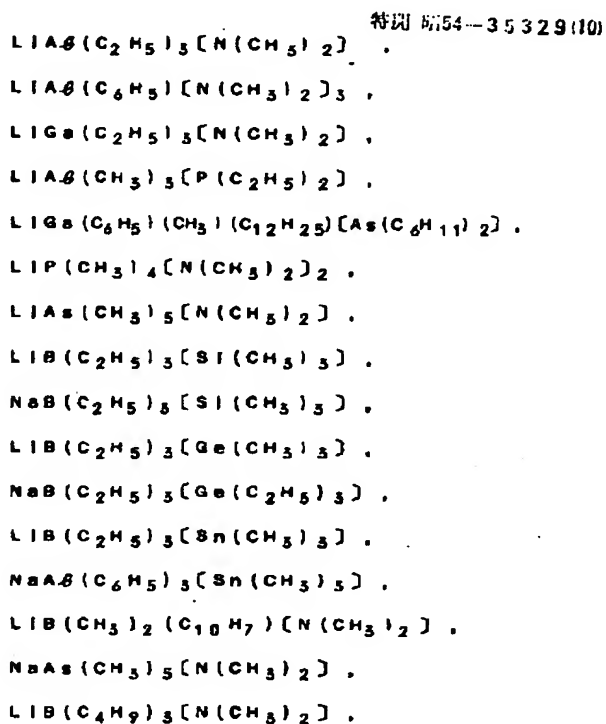 特開 昭54-35329(10)
LiAℓ(C₂H₅)₃[N(CH₃)₂] .
LiAℓ(C₆H₅)[N(CH₃)₂]₃ ,
LiGa(C₂H₅)₃[N(CH₃)₂] ,
LiAℓ(CH₃)₃[P(C₂H₅)₂] ,
LiGa(C₆H₅)(CH₃)(C₁₂H₂₅)[As(C₆H₁₁)₂] .
LiP(CH₃)₄[N(CH₃)₂]₂ .
LiAs(CH₃)₅[N(CH₃)₂] .
LiB(C₂H₅)₃[Si(CH₃)₃] .
NaB(C₂H₅)₃[Si(CH₃)₃] ,
LiB(C₂H₅)₃[Ge(CH₃)₃] .
NaB(C₂H₅)₃[Ge(C₂H₅)₃] ,
LiB(C₂H₅)₃[Sn(CH₃)₃] .
NaAℓ(C₆H₅)₃[Sn(CH₃)₃] .
LiB(CH₃)₂(C₁₀H₇)[N(CH₃)₂] .
NaAs(CH₃)₅[N(CH₃)₂] .
LiB(C₄H₉)₃[N(CH₃)₂] .